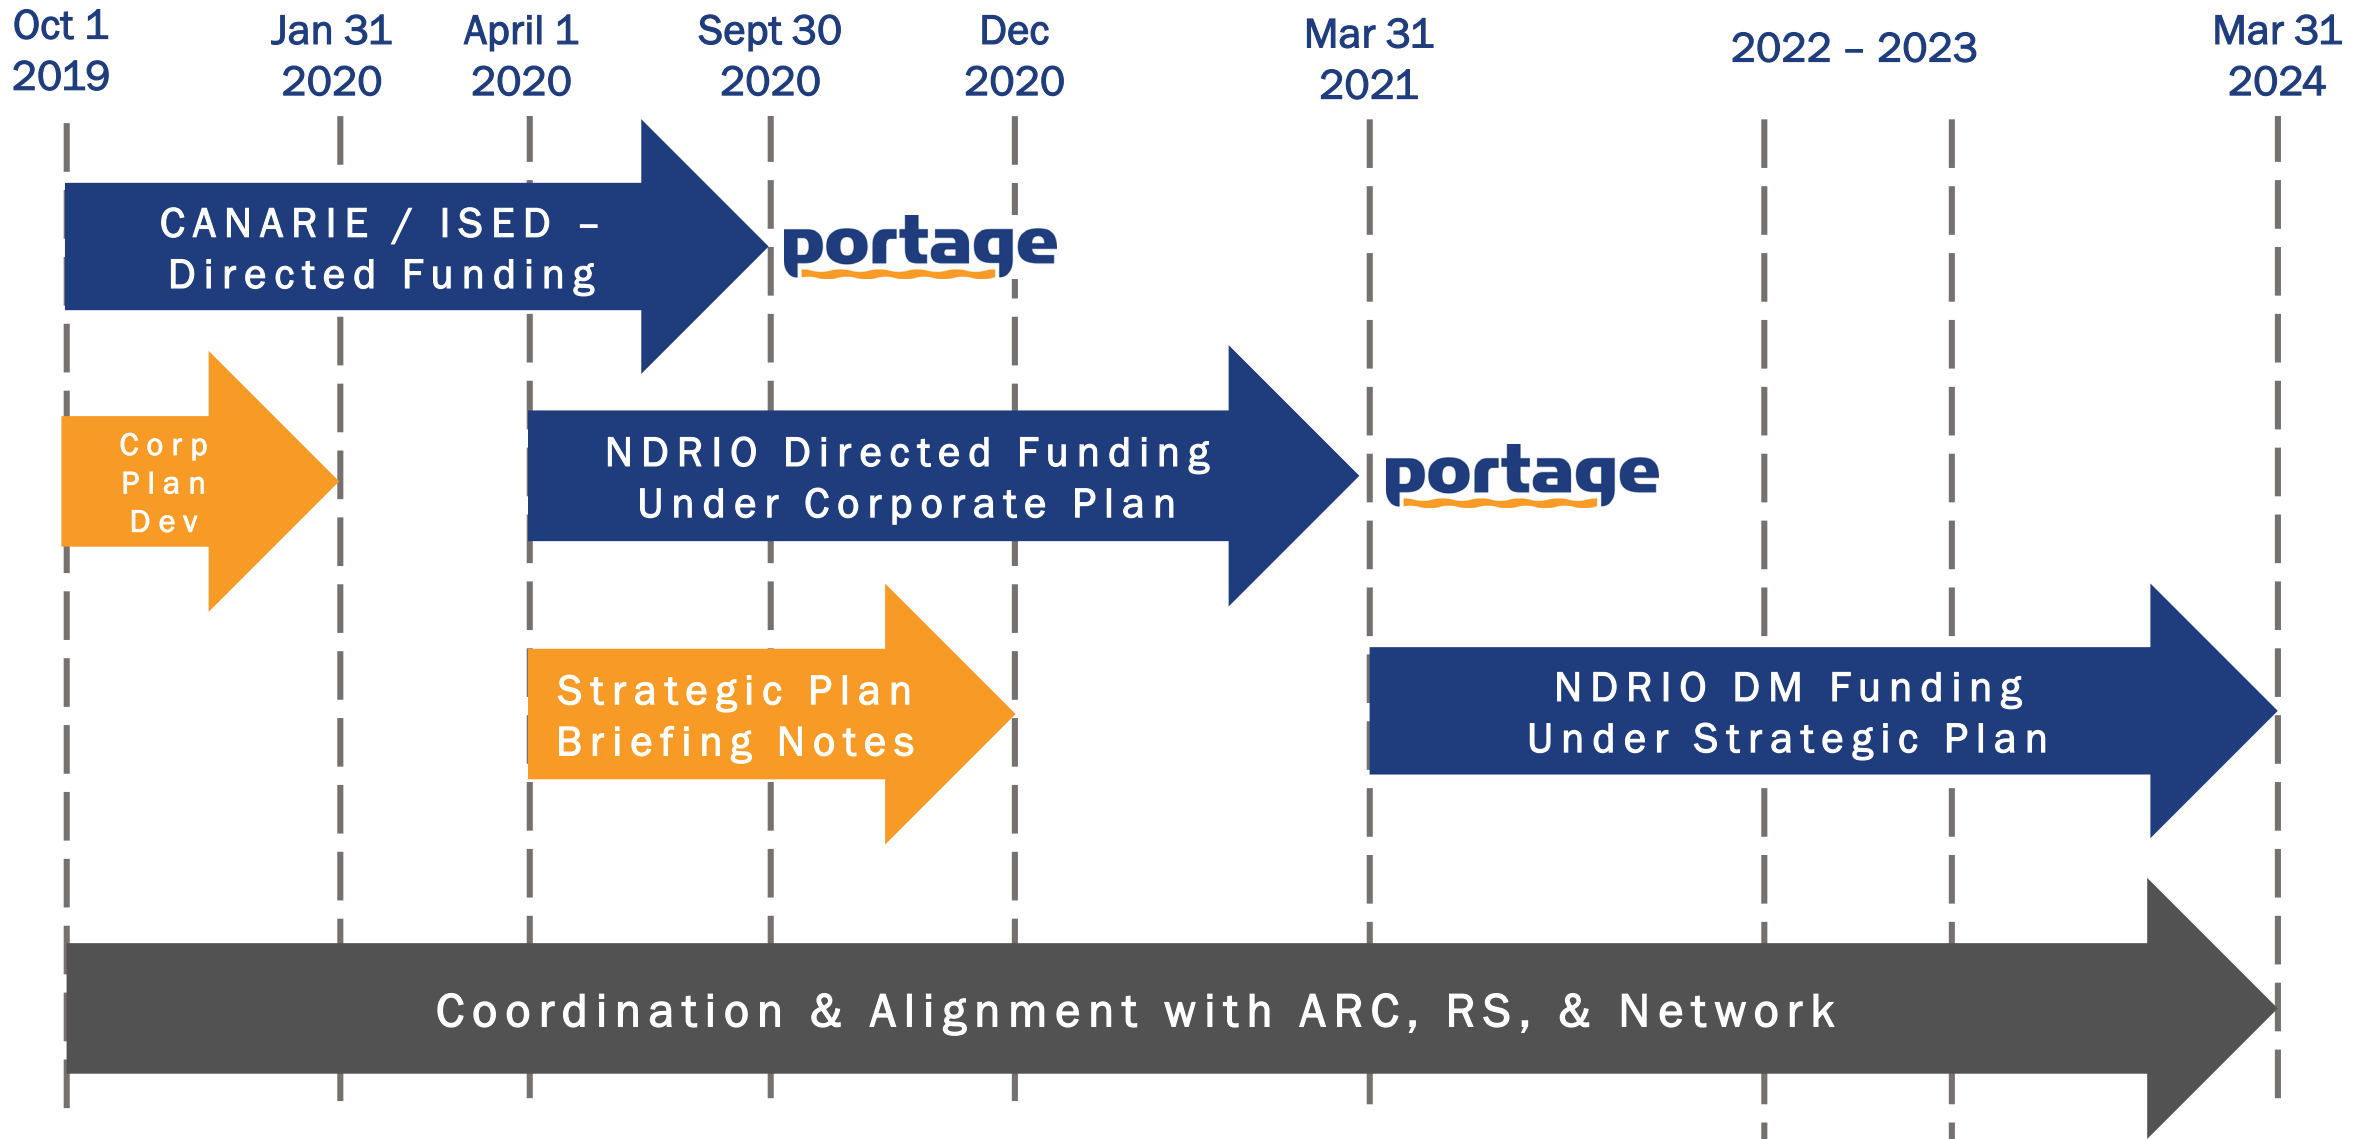 Oct 1
2019
Jan 31
2020
April 1
2020
Sept 30
2020
Dec
2020
Mar 31
2021
2022 – 2023
Mar 31
2024
CANARIE / ISED –
Directed Funding
portage
Corp
Plan
Dev
NDRIO Directed Funding
Under Corporate Plan
portage
Strategic Plan
Briefing Notes
NDRIO DM Funding
Under Strategic Plan
Coordination & Alignment with ARC, RS, & Network